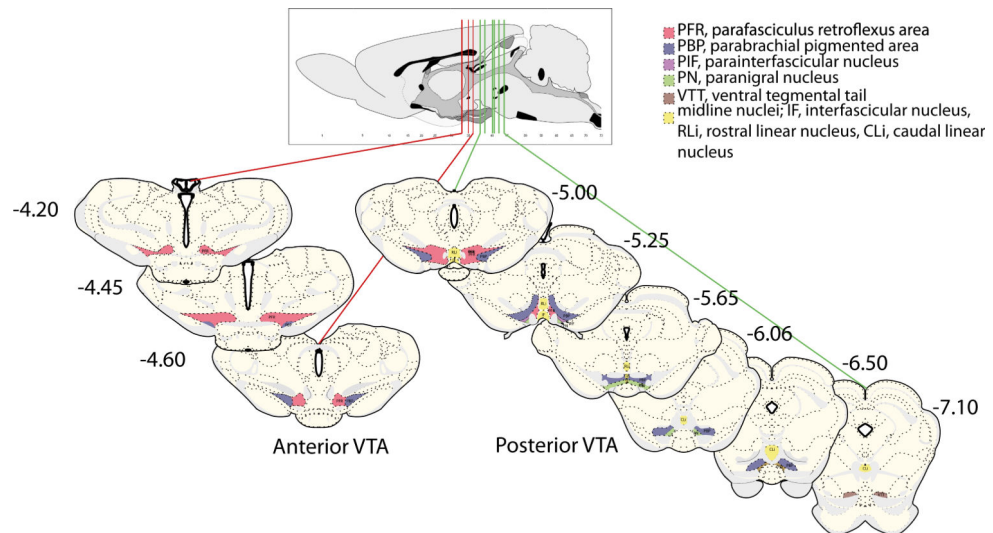 PFR, parafasciculus retroflexus area
PBP, parabrachial pigmented area
PIF, parainterfascicular nucleus
PN, paranigral nucleus
VTT, ventral tegmental tail
midline nuclei; IF, interfascicular nucleus,
RLi, rostral linear nucleus, CLi, caudal linear
nucleus
-4.20
-4.45
-4.60
-5.00
-5.25
-5.65
-6.06
-6.50
-7.10
Anterior VTA
Posterior VTA